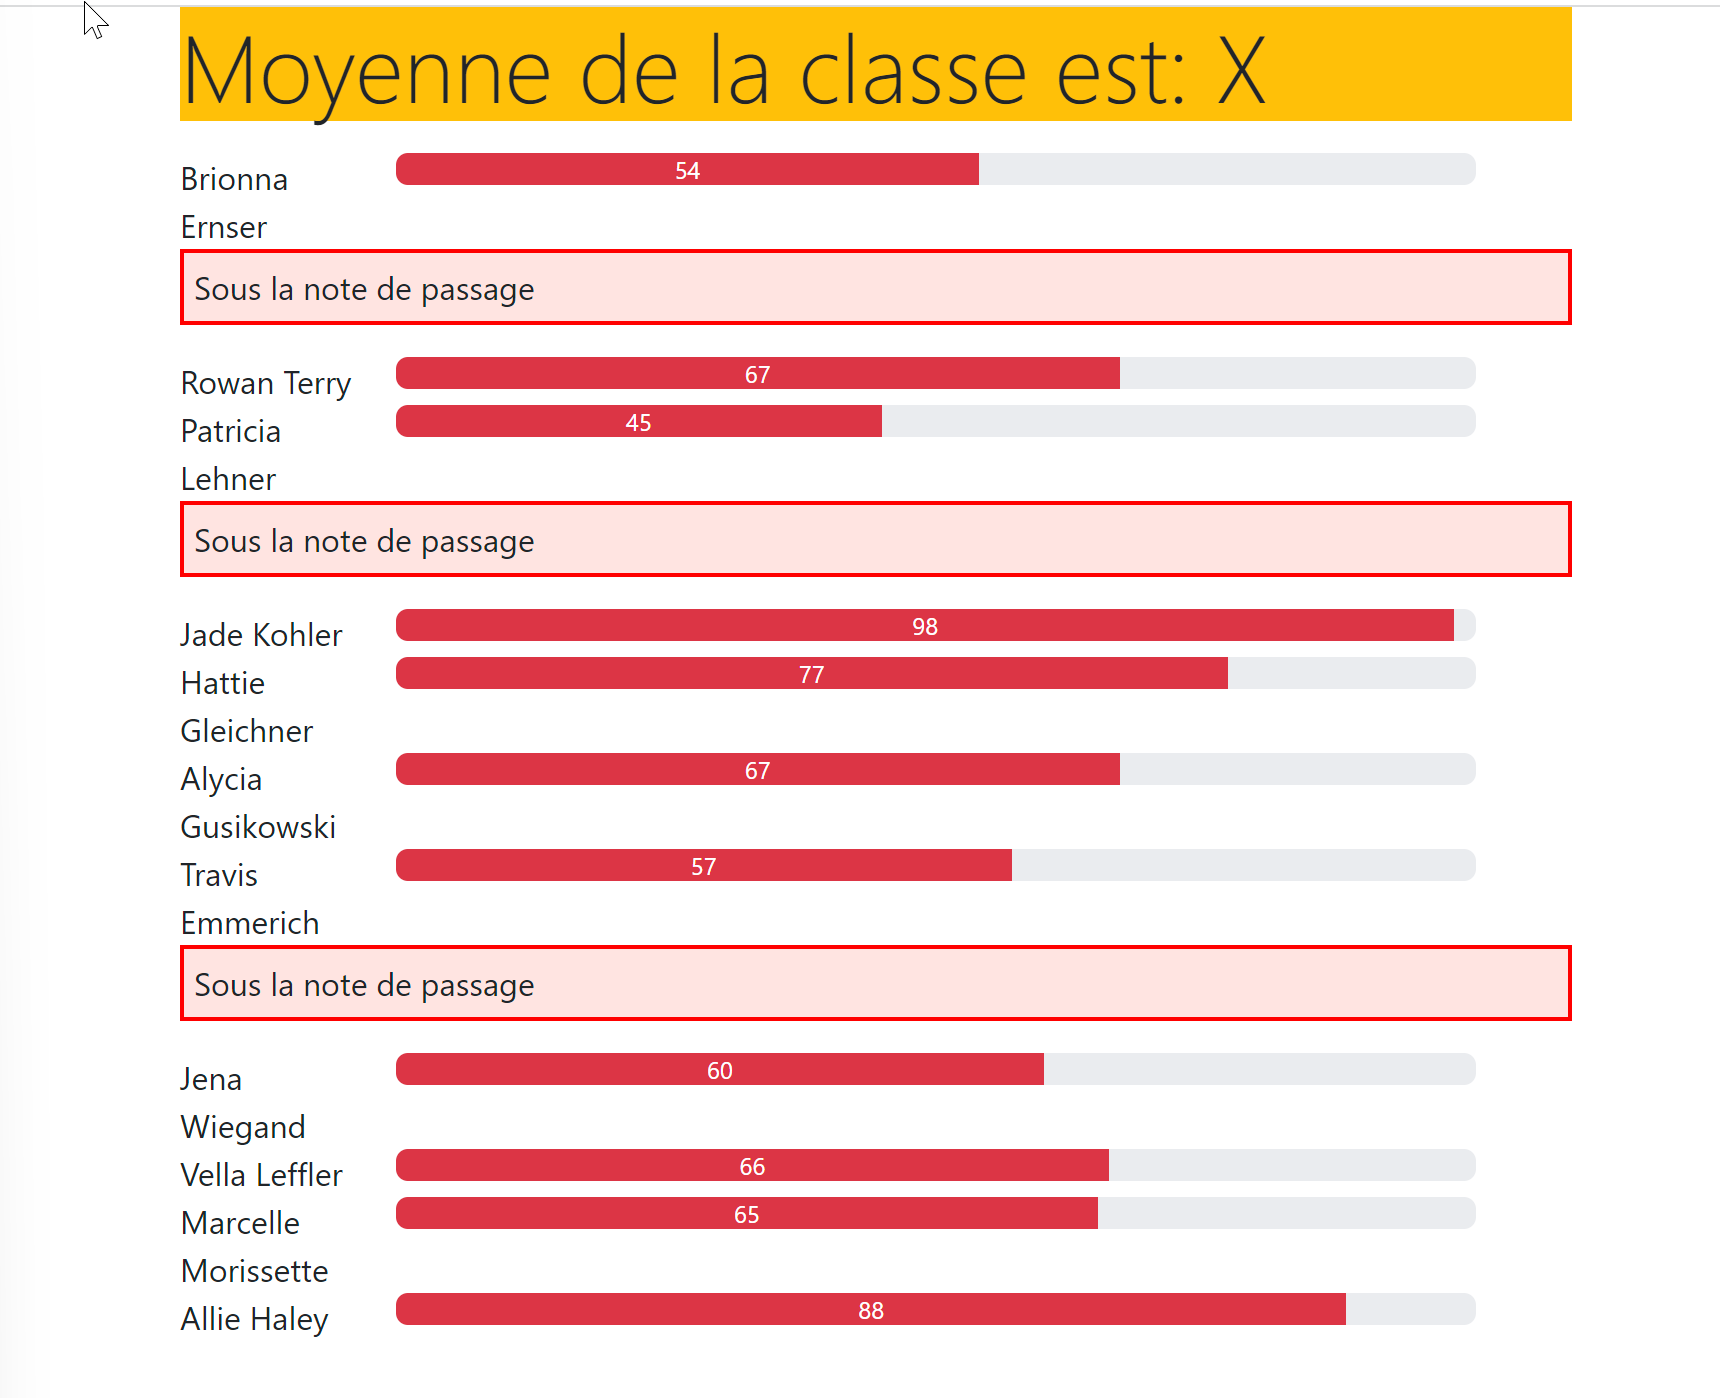 Moyenne de la classe est: X
Brionna 54
Ernser
Sous la note de passage
Rowan Terry 67
Patricia 45
Lehner
Sous la note de passage
Jade Kohler 98
Hattie 77
Gleichner
Alycia 67
Gusikowski
Travis 57
Emmerich
Sous la note de passage
Jena 60
Wiegand
Vella Leffler 66
Marcelle 65
Morissette
Allie Haley 88